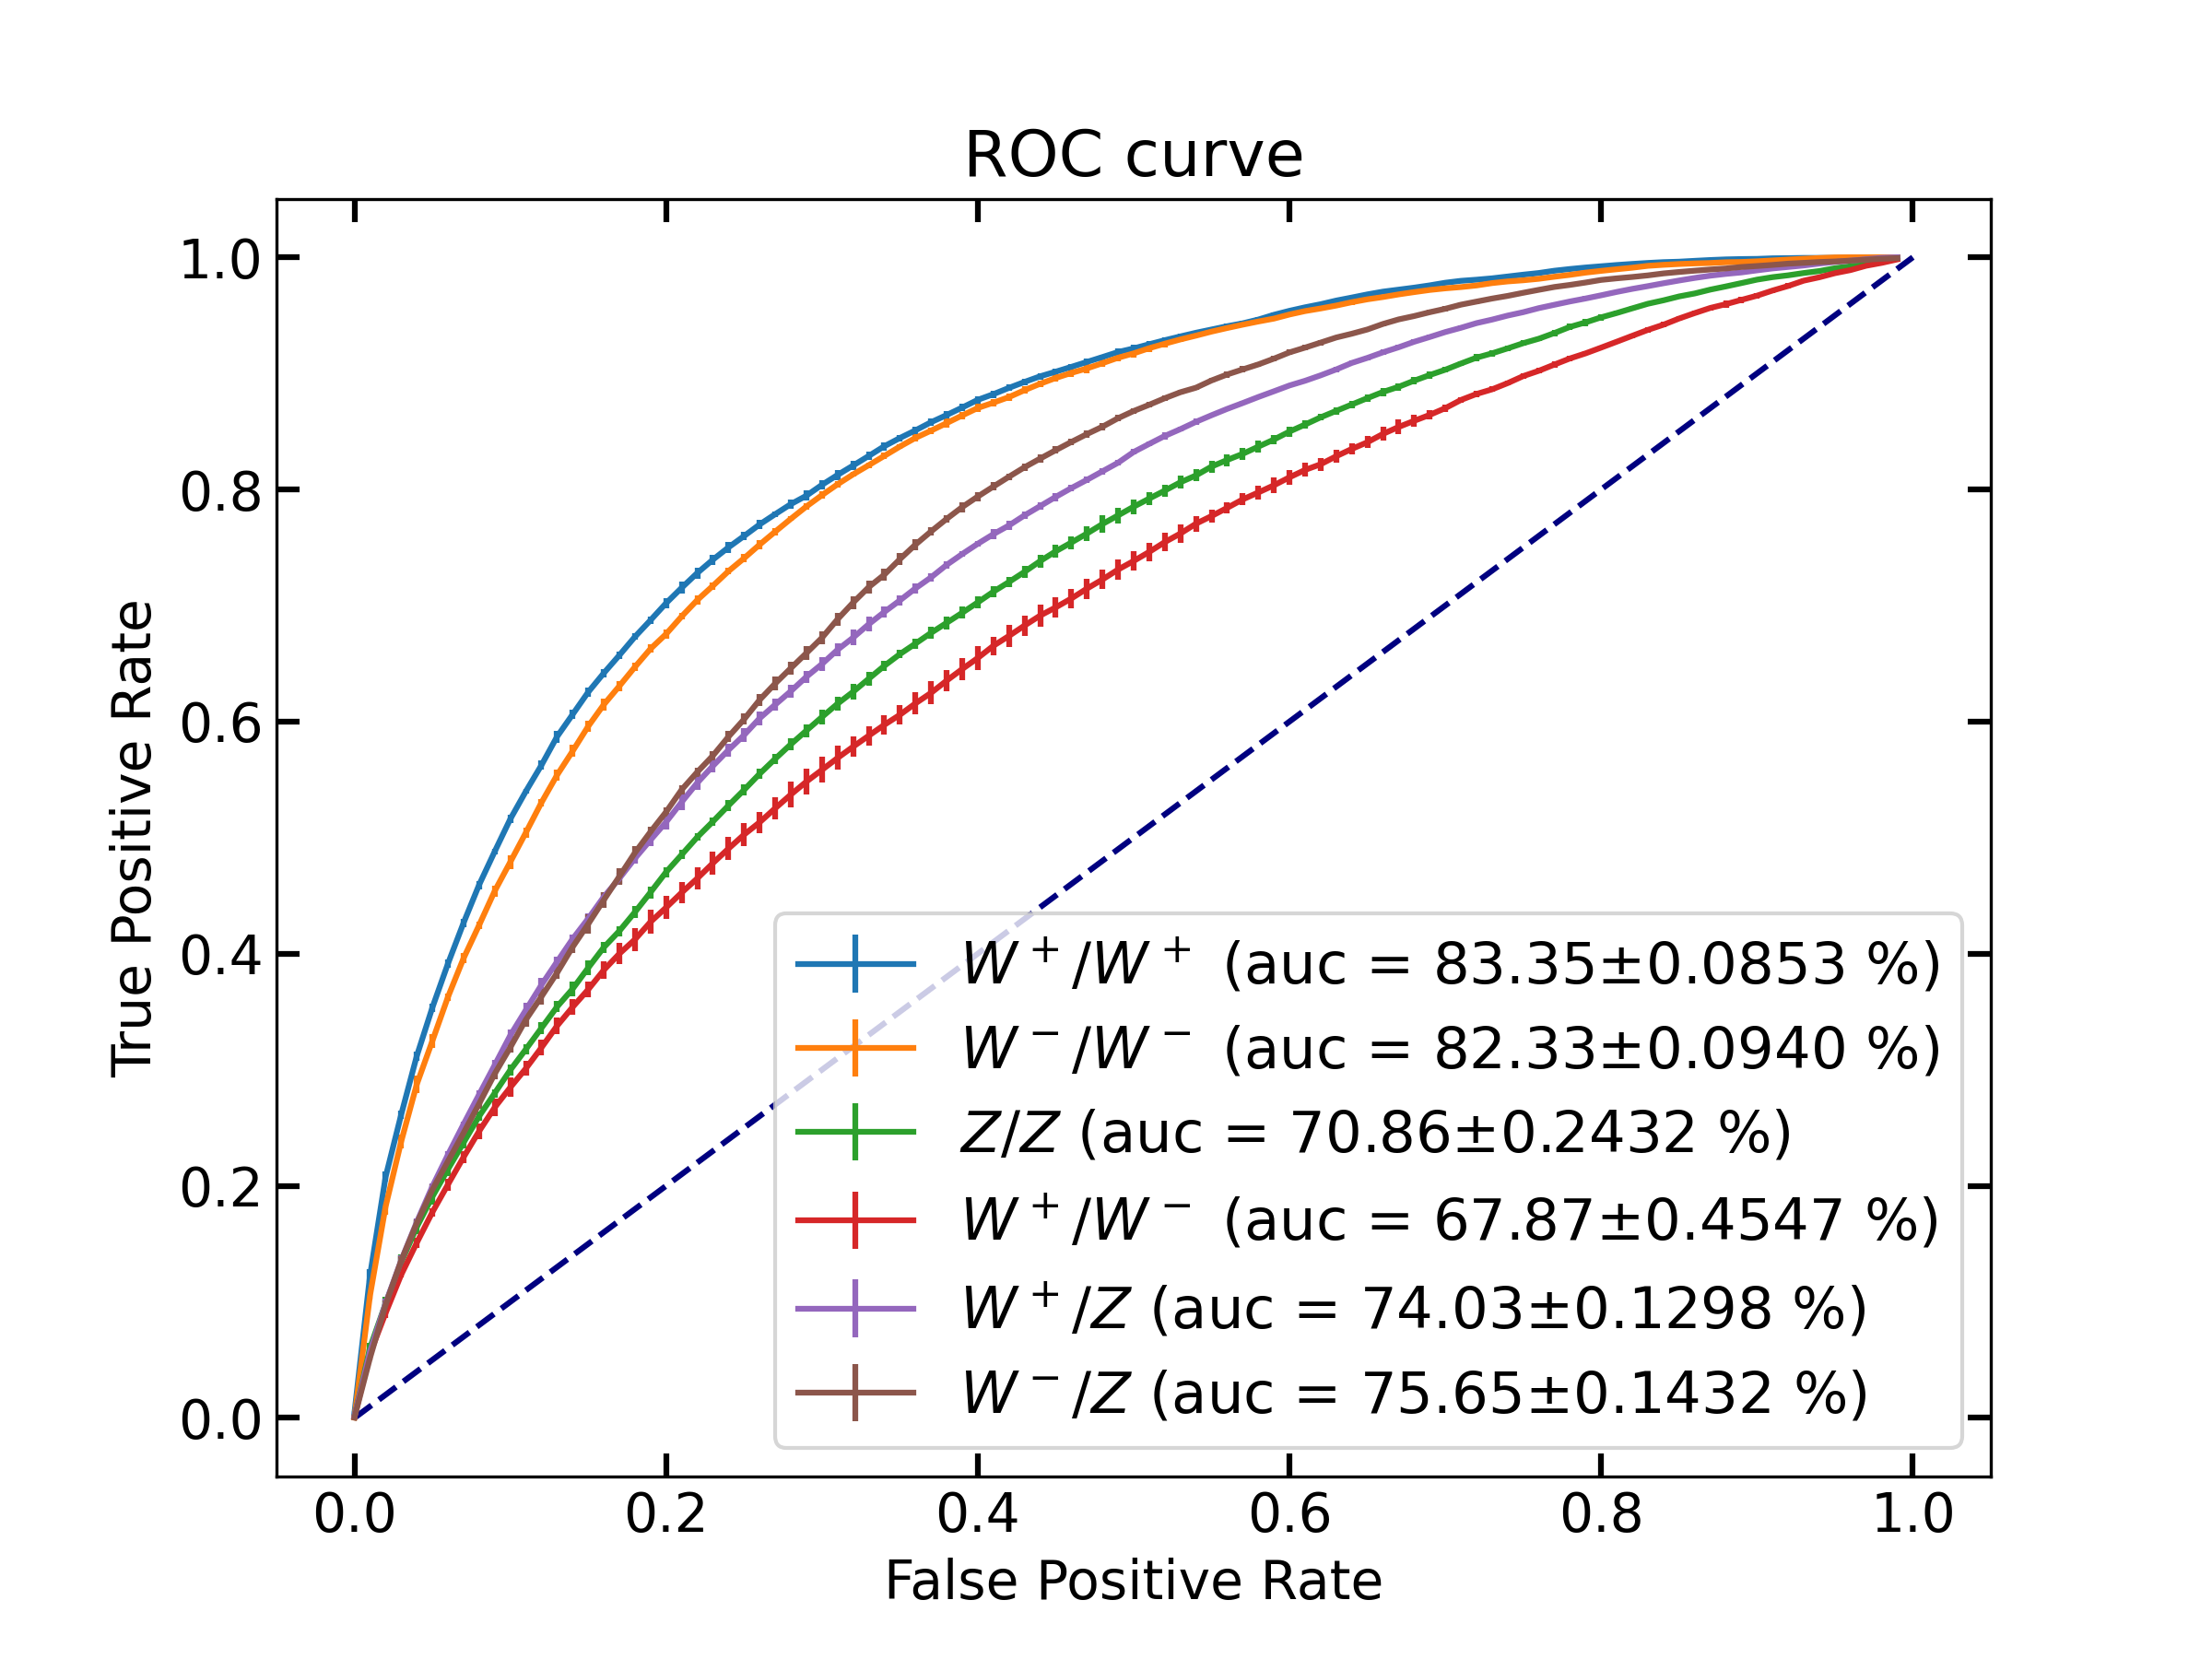 ROC curve
1.0
0.8
0.6
0.4
0.2
0.0
True Positive Rate
W⁺/W⁺ (auc = 83.35±0.0853 %)
W⁻/W⁻ (auc = 82.33±0.0940 %)
Z/Z (auc = 70.86±0.2432 %)
W⁺/W⁻ (auc = 67.87±0.4547 %)
W⁺/Z (auc = 74.03±0.1298 %)
W⁻/Z (auc = 75.65±0.1432 %)
0.0 0.2 0.4 0.6 0.8 1.0
False Positive Rate